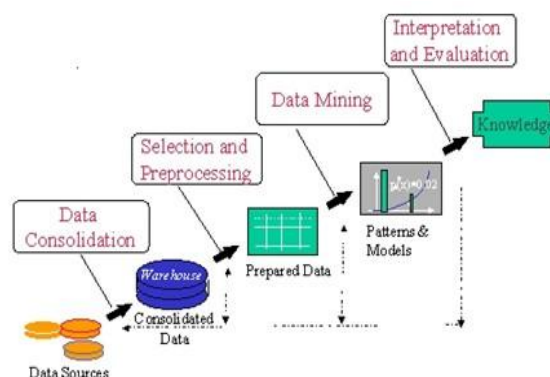 Interpretation
and Evaluation
Data Mining
Knowledge
Selection and
Preprocessing
p(x)=0.02
Patterns &
Models
Data
Consolidation
Prepared Data
Warehouse
Consolidated
Data
Data Sources